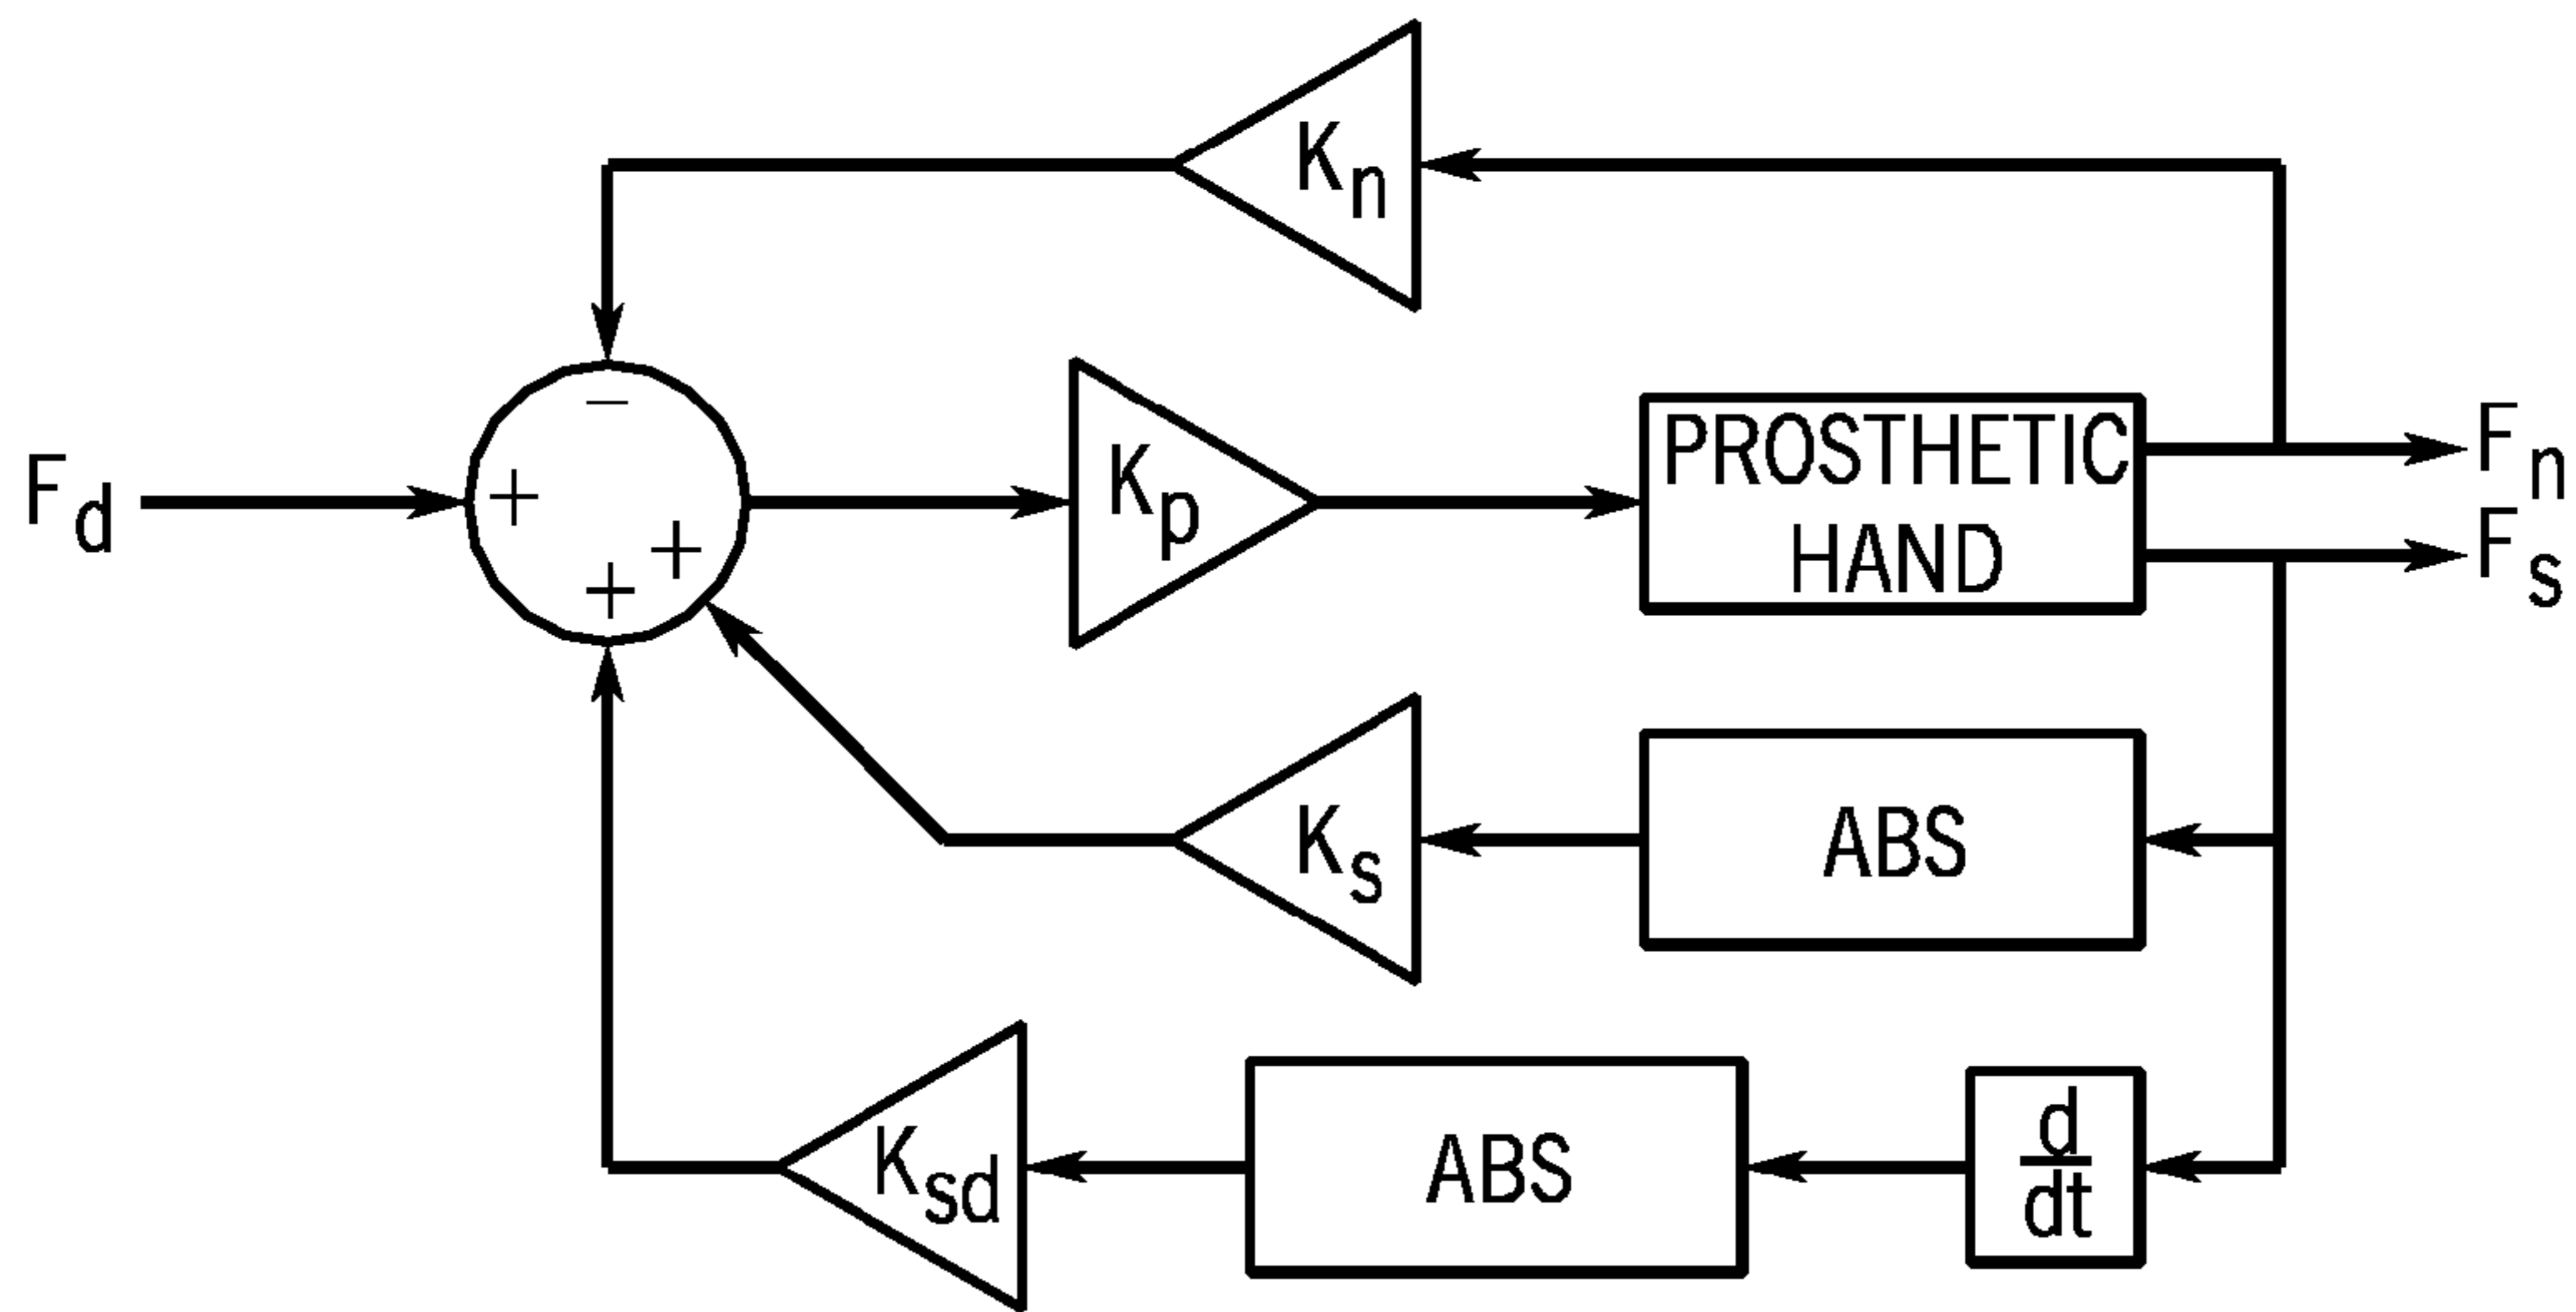 Kn
−
Fd
+
+
+
Kp
PROSTHETIC
HAND
Fn
Fs
Ks
ABS
Ksd
ABS
d
dt